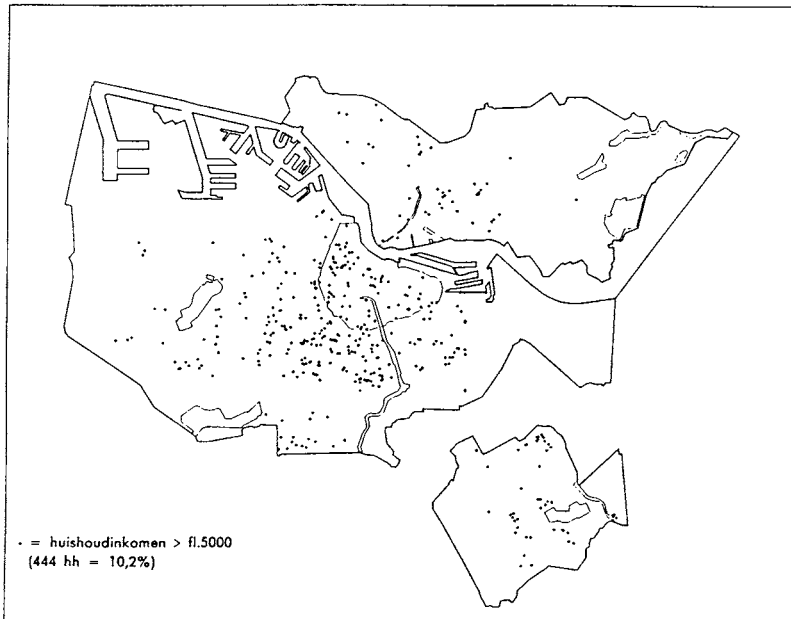 • = huishoudinkomen > fl.5000
(444 hh = 10,2%)